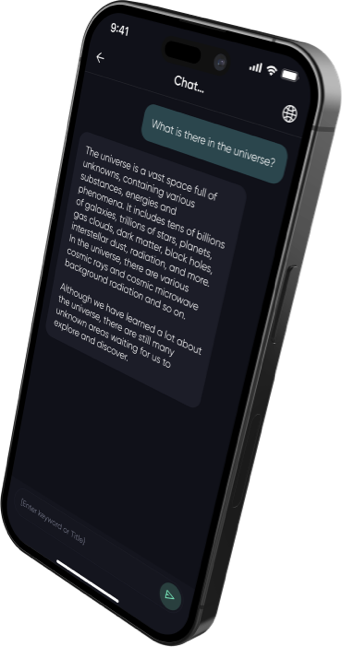 9:41
Chat...
What is there in the universe?
The universe is a vast space full of
unknowns, containing various
substances, energies and
phenomena. It includes tens of billions
of galaxies, trillions of stars, planets,
gas clouds, dark matter, black holes,
interstellar dust, radiation, and more.
In the universe, there are various
cosmic rays and cosmic microwave
background radiation and so on.
Although we have learned a lot about
the universe, there are still many
unknown areas waiting for us to
explore and discover.
[Enter keyword or Title]